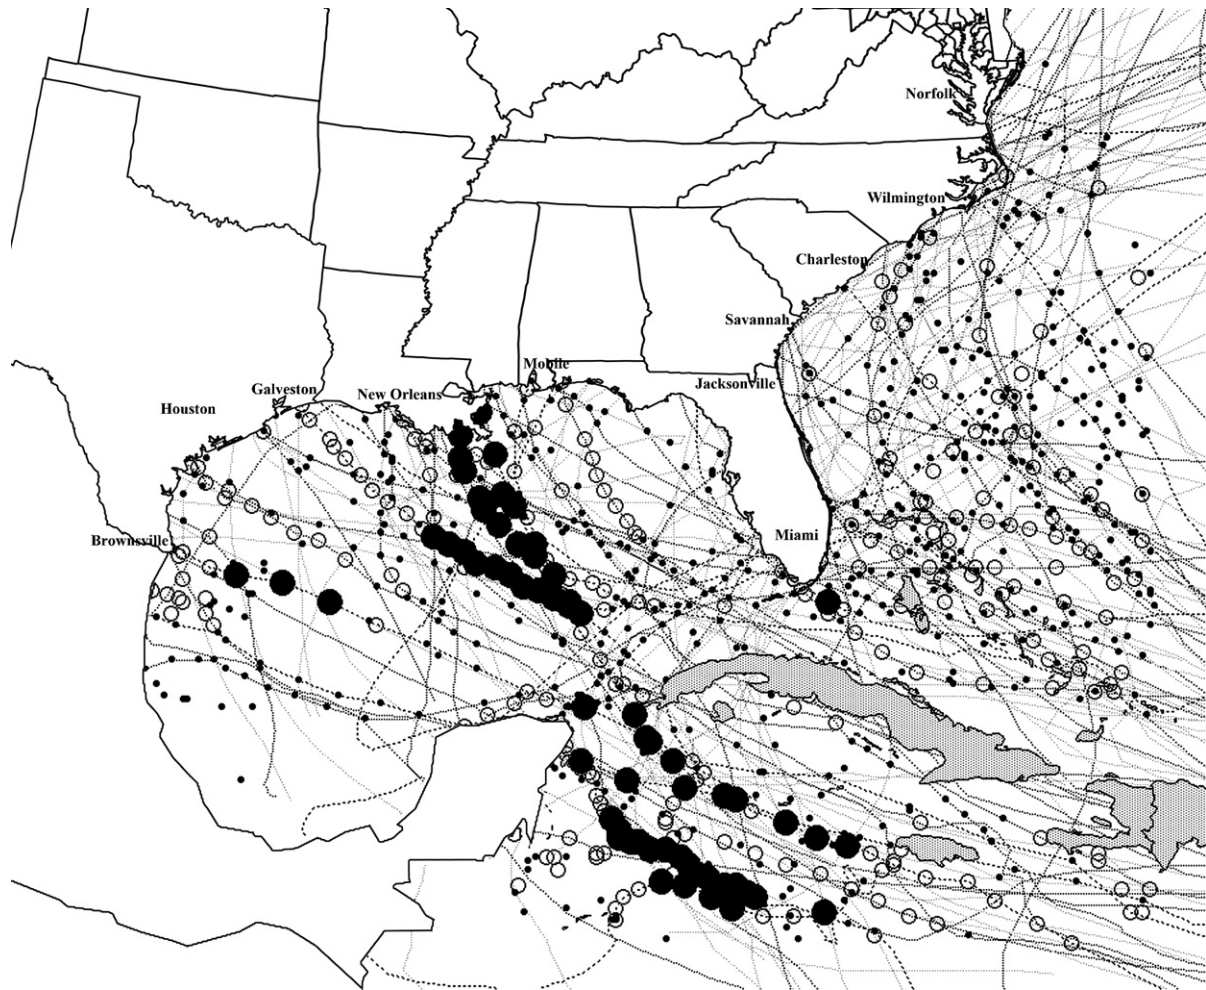 Norfolk
Wilmington
Charleston
Savannah
Mobile
Jacksonville
Galveston
New Orleans
Houston
Miami
Brownsville